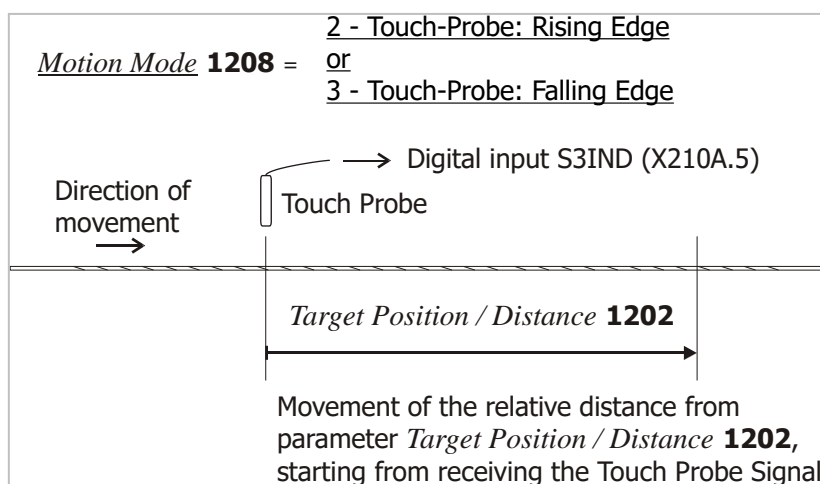 2 - Touch-Probe: Rising Edge
Motion Mode 1208 = or
3 - Touch-Probe: Falling Edge
Digital input S3IND (X210A.5)
Direction of
movement
Touch Probe
Target Position / Distance 1202
Movement of the relative distance from
parameter Target Position / Distance 1202,
starting from receiving the Touch Probe Signal